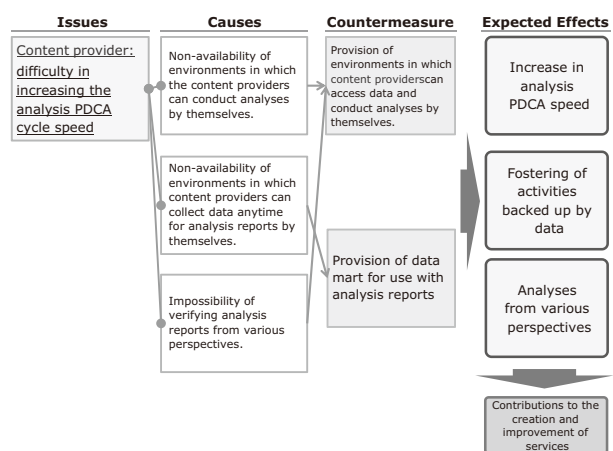 Issues
Causes
Countermeasure
Expected Effects
Content provider:
difficulty in
increasing the
analysis PDCA
cycle speed
Non-availability of
environments in which
the content providers
can conduct analyses
by themselves.
Non-availability of
environments in which
content providers can
collect data anytime
for analysis reports by
themselves.
Impossibility of
verifying analysis
reports from various
perspectives.
Provision of
environments in which
content providerscan
access data and
conduct analyses by
themselves.
Provision of data
mart for use with
analysis reports
Increase in
analysis
PDCA speed
Fostering of
activities
backed up by
data
Analyses
from various
perspectives
Contributions to the
creation and
improvement of
services